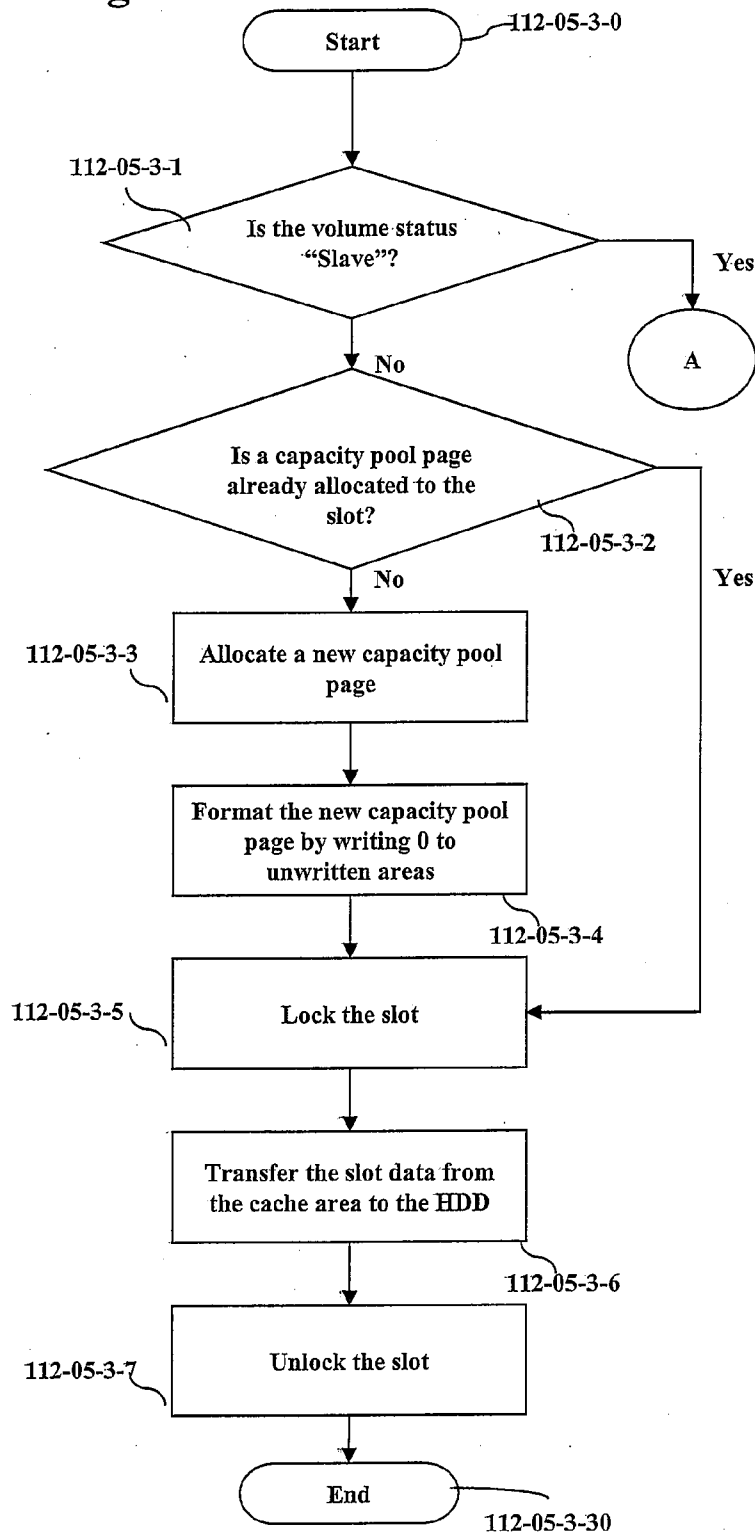 Start
112-05-3-0
112-05-3-1
Is the volume status
“Slave”?
Yes
A
No
Is a capacity pool page
already allocated to the
slot?
112-05-3-2
No
Yes
112-05-3-3
Allocate a new capacity pool
page
Format the new capacity pool
page by writing 0 to
unwritten areas
112-05-3-4
112-05-3-5
Lock the slot
Transfer the slot data from
the cache area to the HDD
112-05-3-6
Unlock the slot
112-05-3-7
End
112-05-3-30